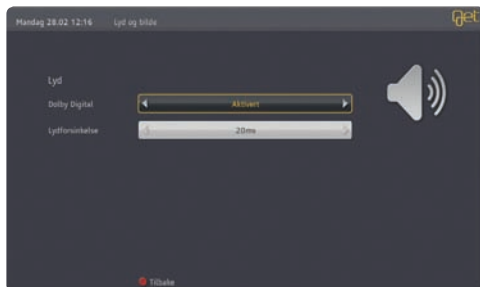 Mandag 28.02 12:16 Lyd og bilde
get
Lyd
Dolby Digital Aktivert
Lydforsinkelse 20ms
Tilbake